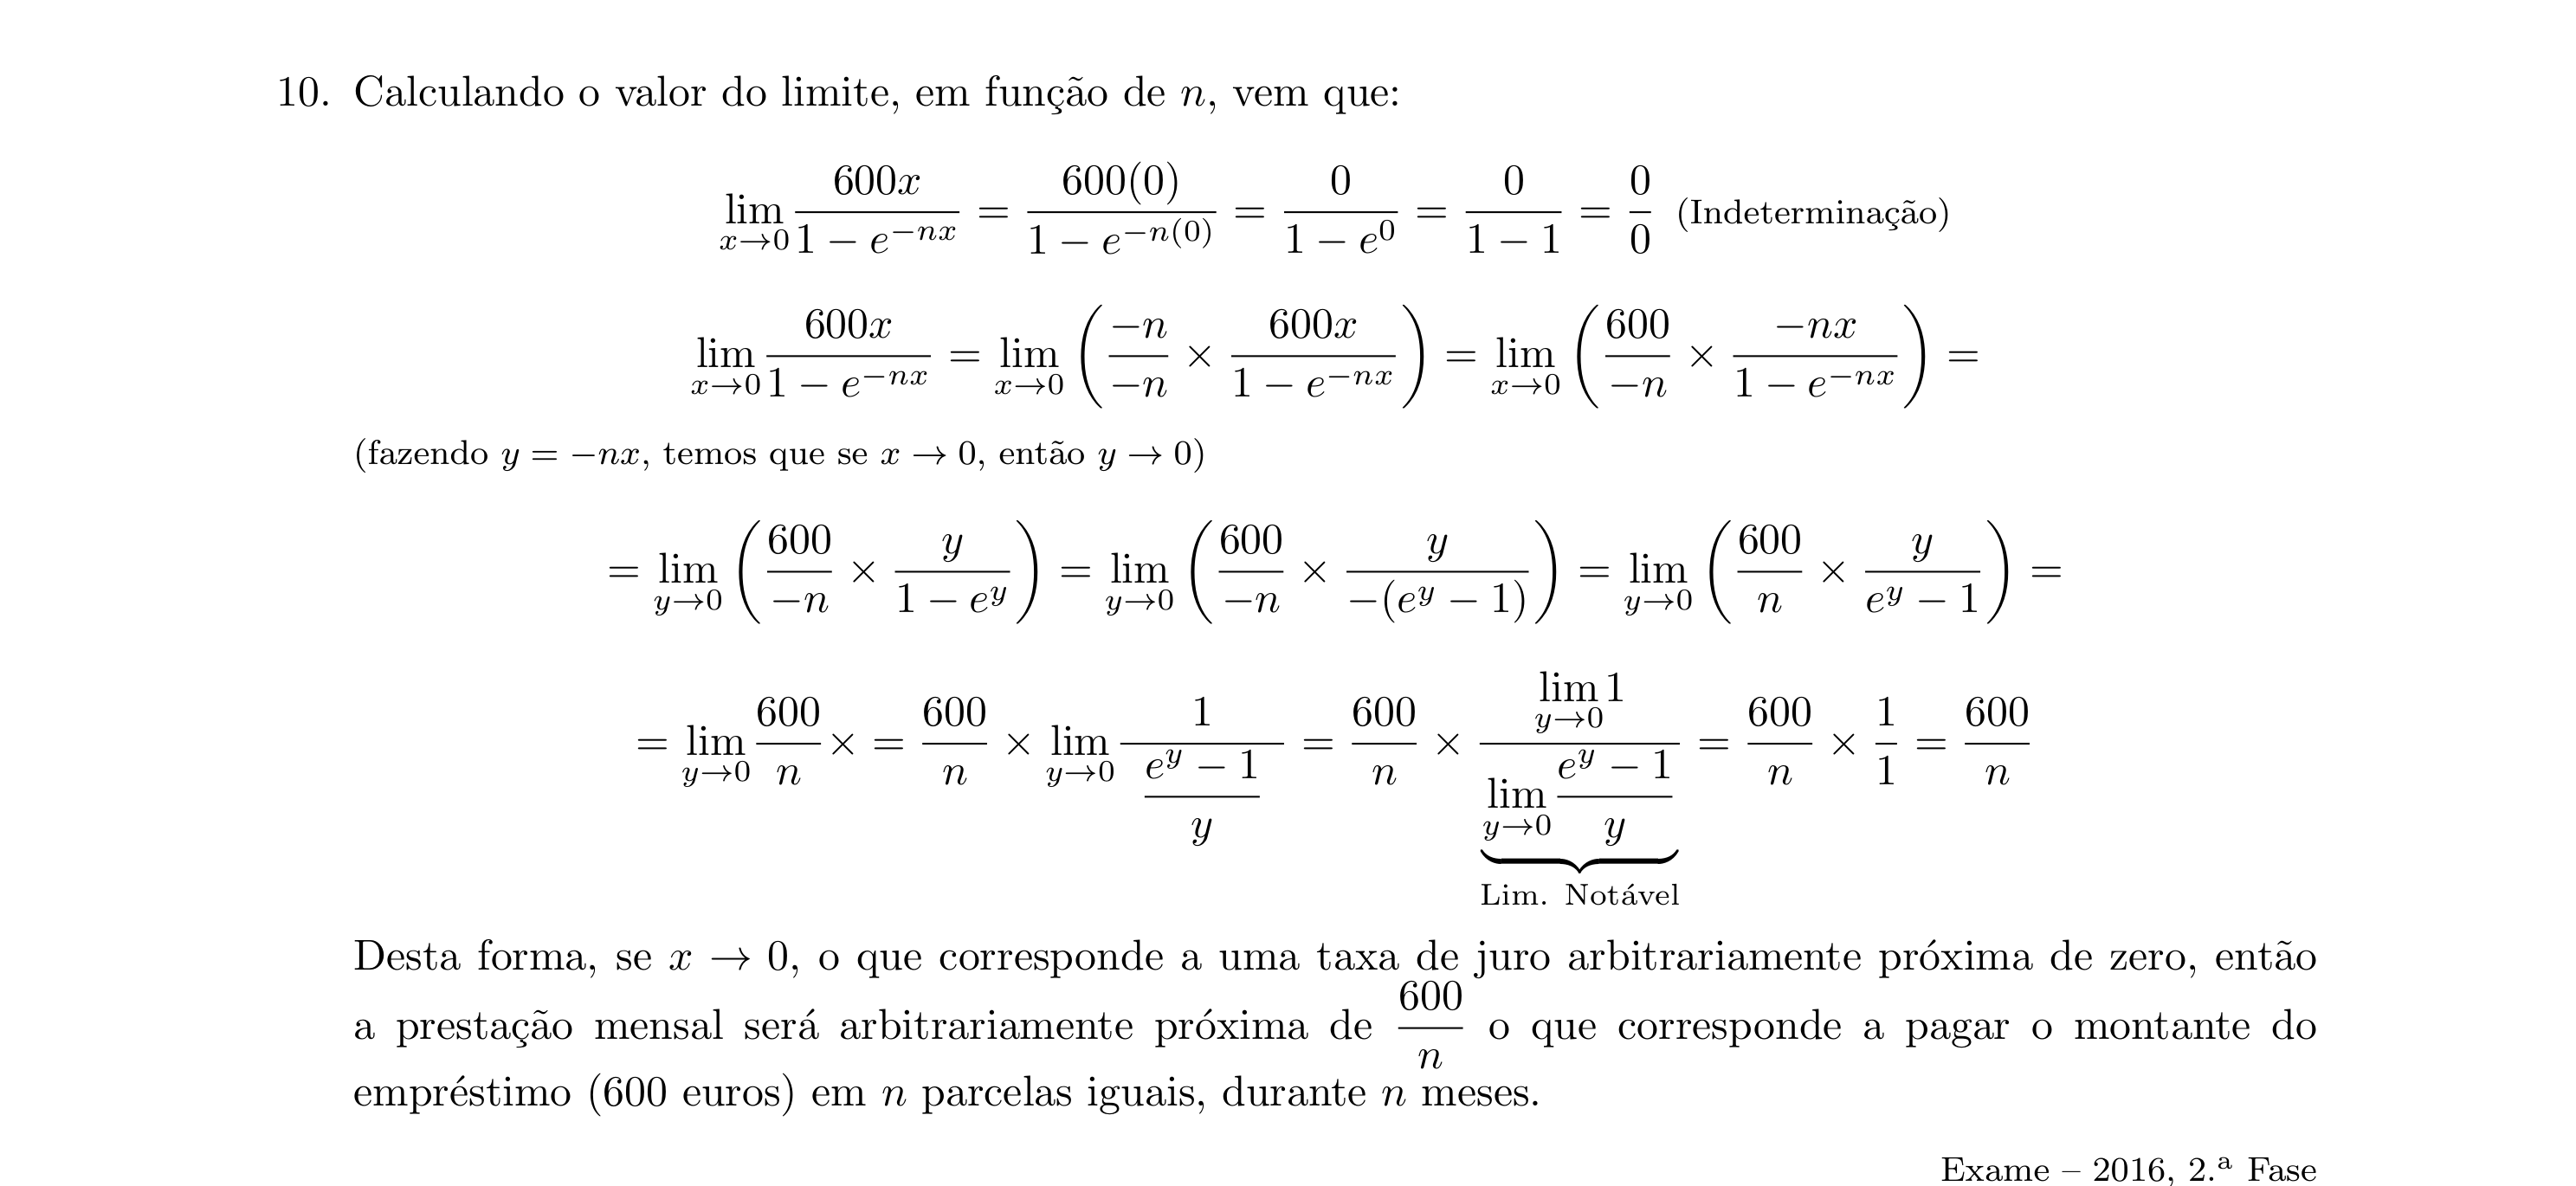 10. Calculando o valor do limite, em função de n, vem que:
$\lim_{x \to 0} \frac{600x}{1 - e^{-nx}} = \frac{600(0)}{1 - e^{-n(0)}} = \frac{0}{1 - e^0} = \frac{0}{1 - 1} = \frac{0}{0}$ (Indeterminação)
$\lim_{x \to 0} \frac{600x}{1 - e^{-nx}} = \lim_{x \to 0} \left( \frac{-n}{-n} \times \frac{600x}{1 - e^{-nx}} \right) = \lim_{x \to 0} \left( \frac{600}{-n} \times \frac{-nx}{1 - e^{-nx}} \right) =$
(fazendo y = −nx, temos que se x → 0, então y → 0)
$= \lim_{y \to 0} \left( \frac{600}{-n} \times \frac{y}{1 - e^y} \right) = \lim_{y \to 0} \left( \frac{600}{-n} \times \frac{y}{-(e^y - 1)} \right) = \lim_{y \to 0} \left( \frac{600}{n} \times \frac{y}{e^y - 1} \right) =$
$= \lim_{y \to 0} \frac{600}{n} \times = \frac{600}{n} \times \lim_{y \to 0} \frac{1}{\frac{e^y - 1}{y}} = \frac{600}{n} \times \frac{\lim_{y \to 0} 1}{\underbrace{\lim_{y \to 0} \frac{e^y - 1}{y}}_{\text{Lim. Notável}}} = \frac{600}{n} \times \frac{1}{1} = \frac{600}{n}$
Desta forma, se x → 0, o que corresponde a uma taxa de juro arbitrariamente próxima de zero, então
a prestação mensal será arbitrariamente próxima de $\frac{600}{n}$ o que corresponde a pagar o montante do
empréstimo (600 euros) em n parcelas iguais, durante n meses.
Exame – 2016, 2.ª Fase